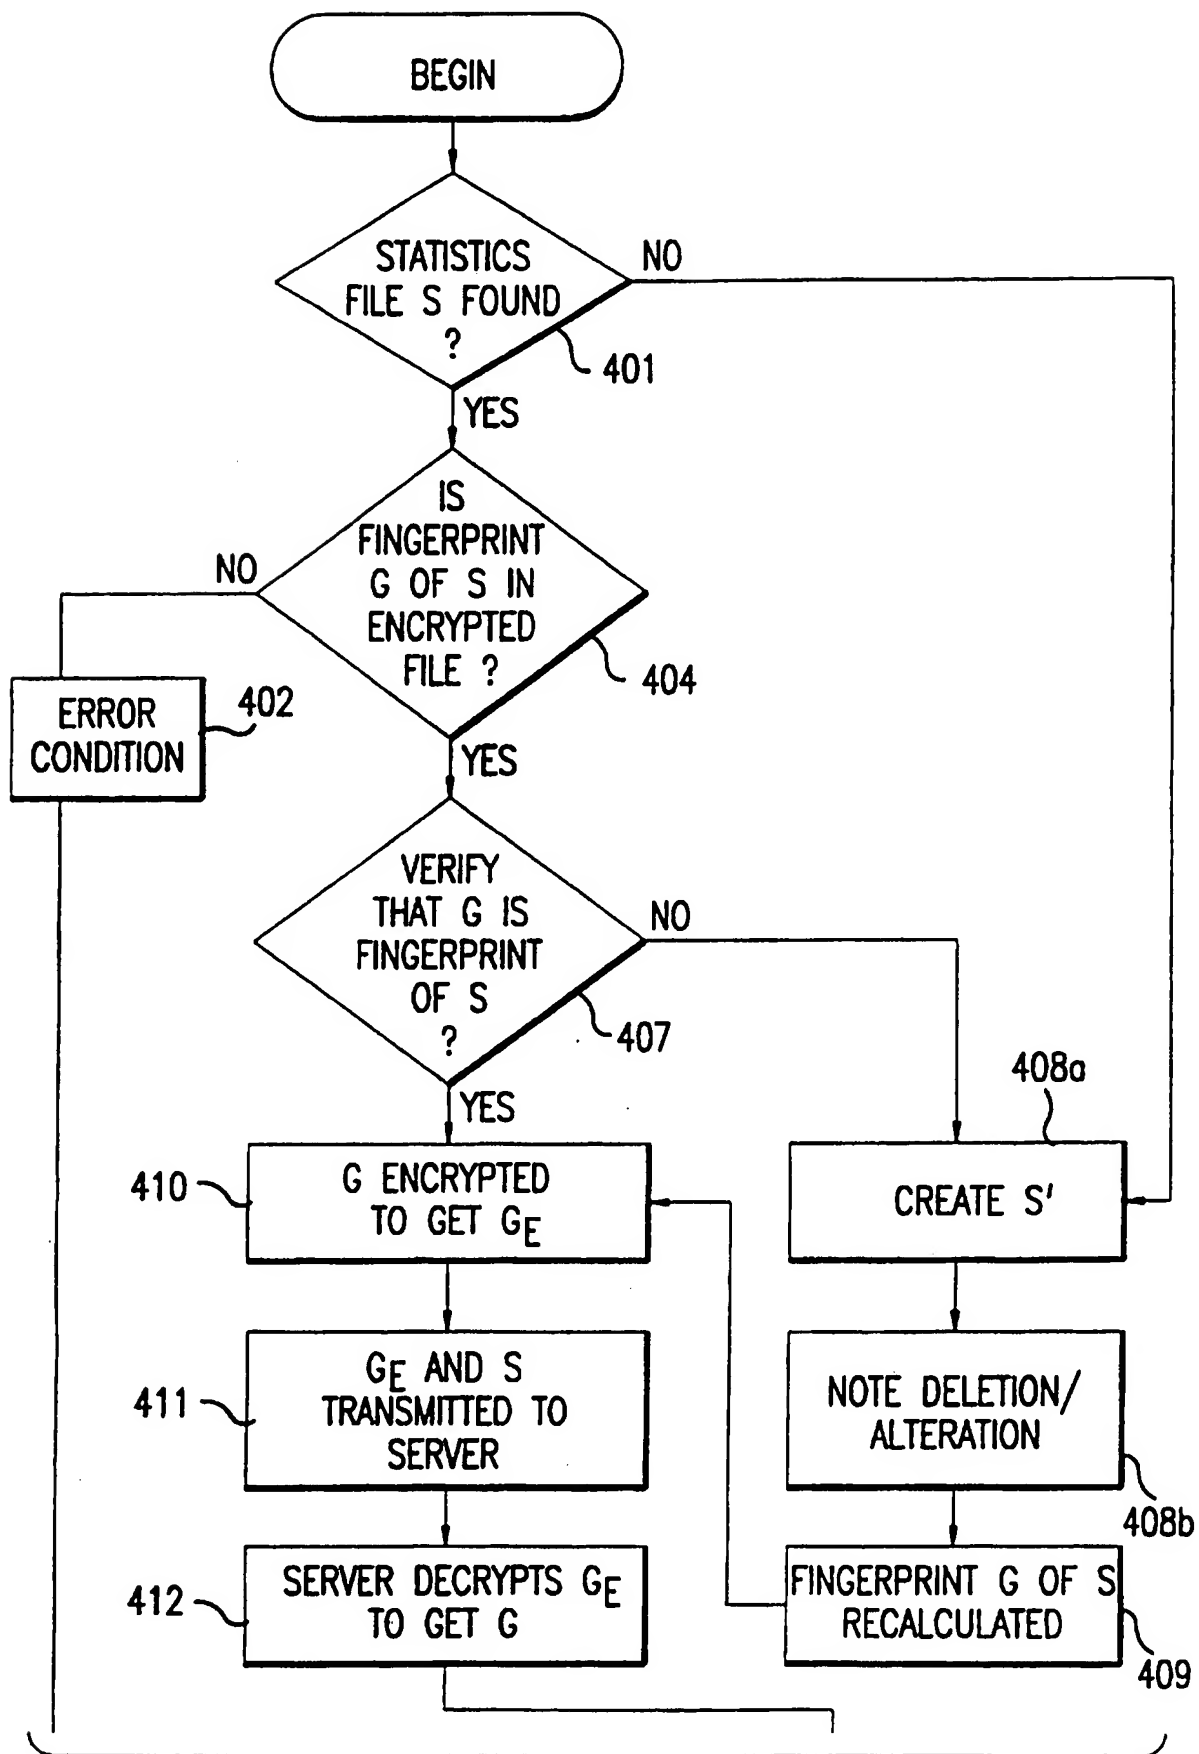 BEGIN
STATISTICS
FILE S FOUND
?
NO
401
YES
IS
FINGERPRINT
G OF S IN
ENCRYPTED
FILE ?
NO
404
ERROR
CONDITION
402
YES
VERIFY
THAT G IS
FINGERPRINT
OF S
?
NO
407
YES
408a
G ENCRYPTED
TO GET GE
410
CREATE S'
GE AND S
TRANSMITTED TO
SERVER
411
NOTE DELETION/
ALTERATION
408b
SERVER DECRYPTS GE
TO GET G
412
FINGERPRINT G OF S
RECALCULATED
409